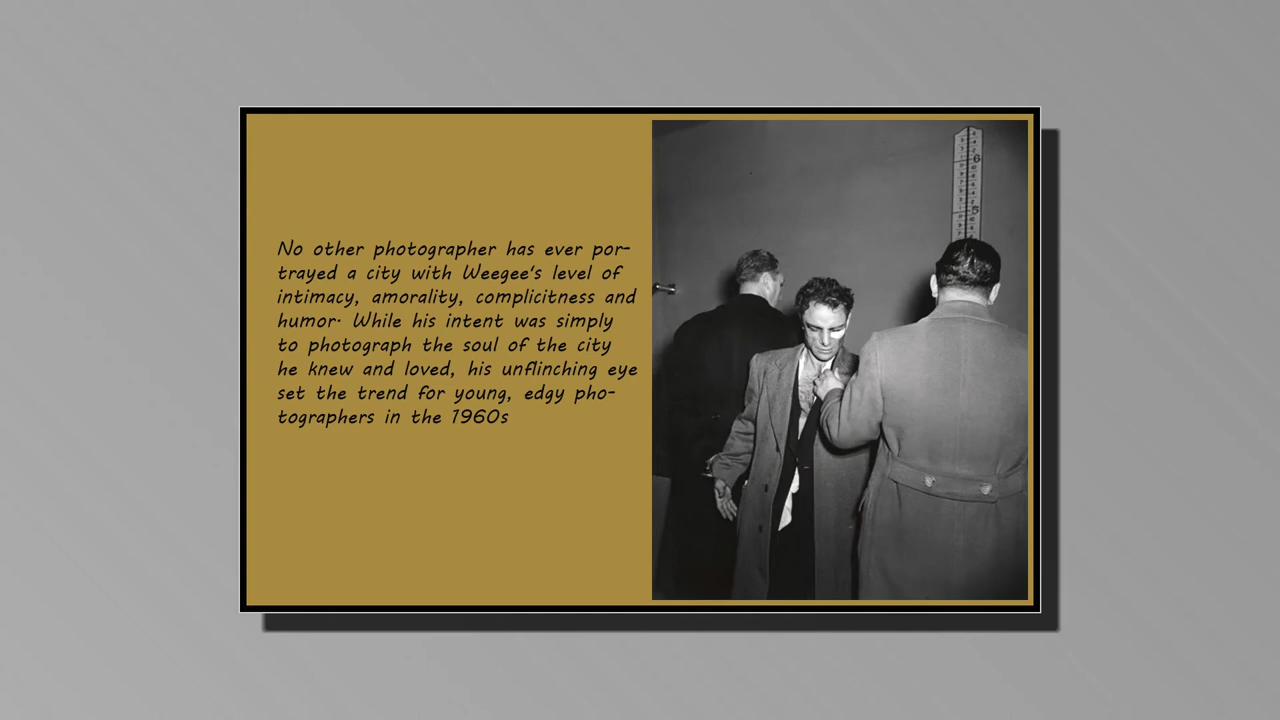 No other photographer has ever por-
trayed a city with Weegee's level of
intimacy, amorality, complicitness and
humor. While his intent was simply
to photograph the soul of the city
he knew and loved, his unflinching eye
set the trend for young, edgy pho-
tographers in the 1960s
6
5